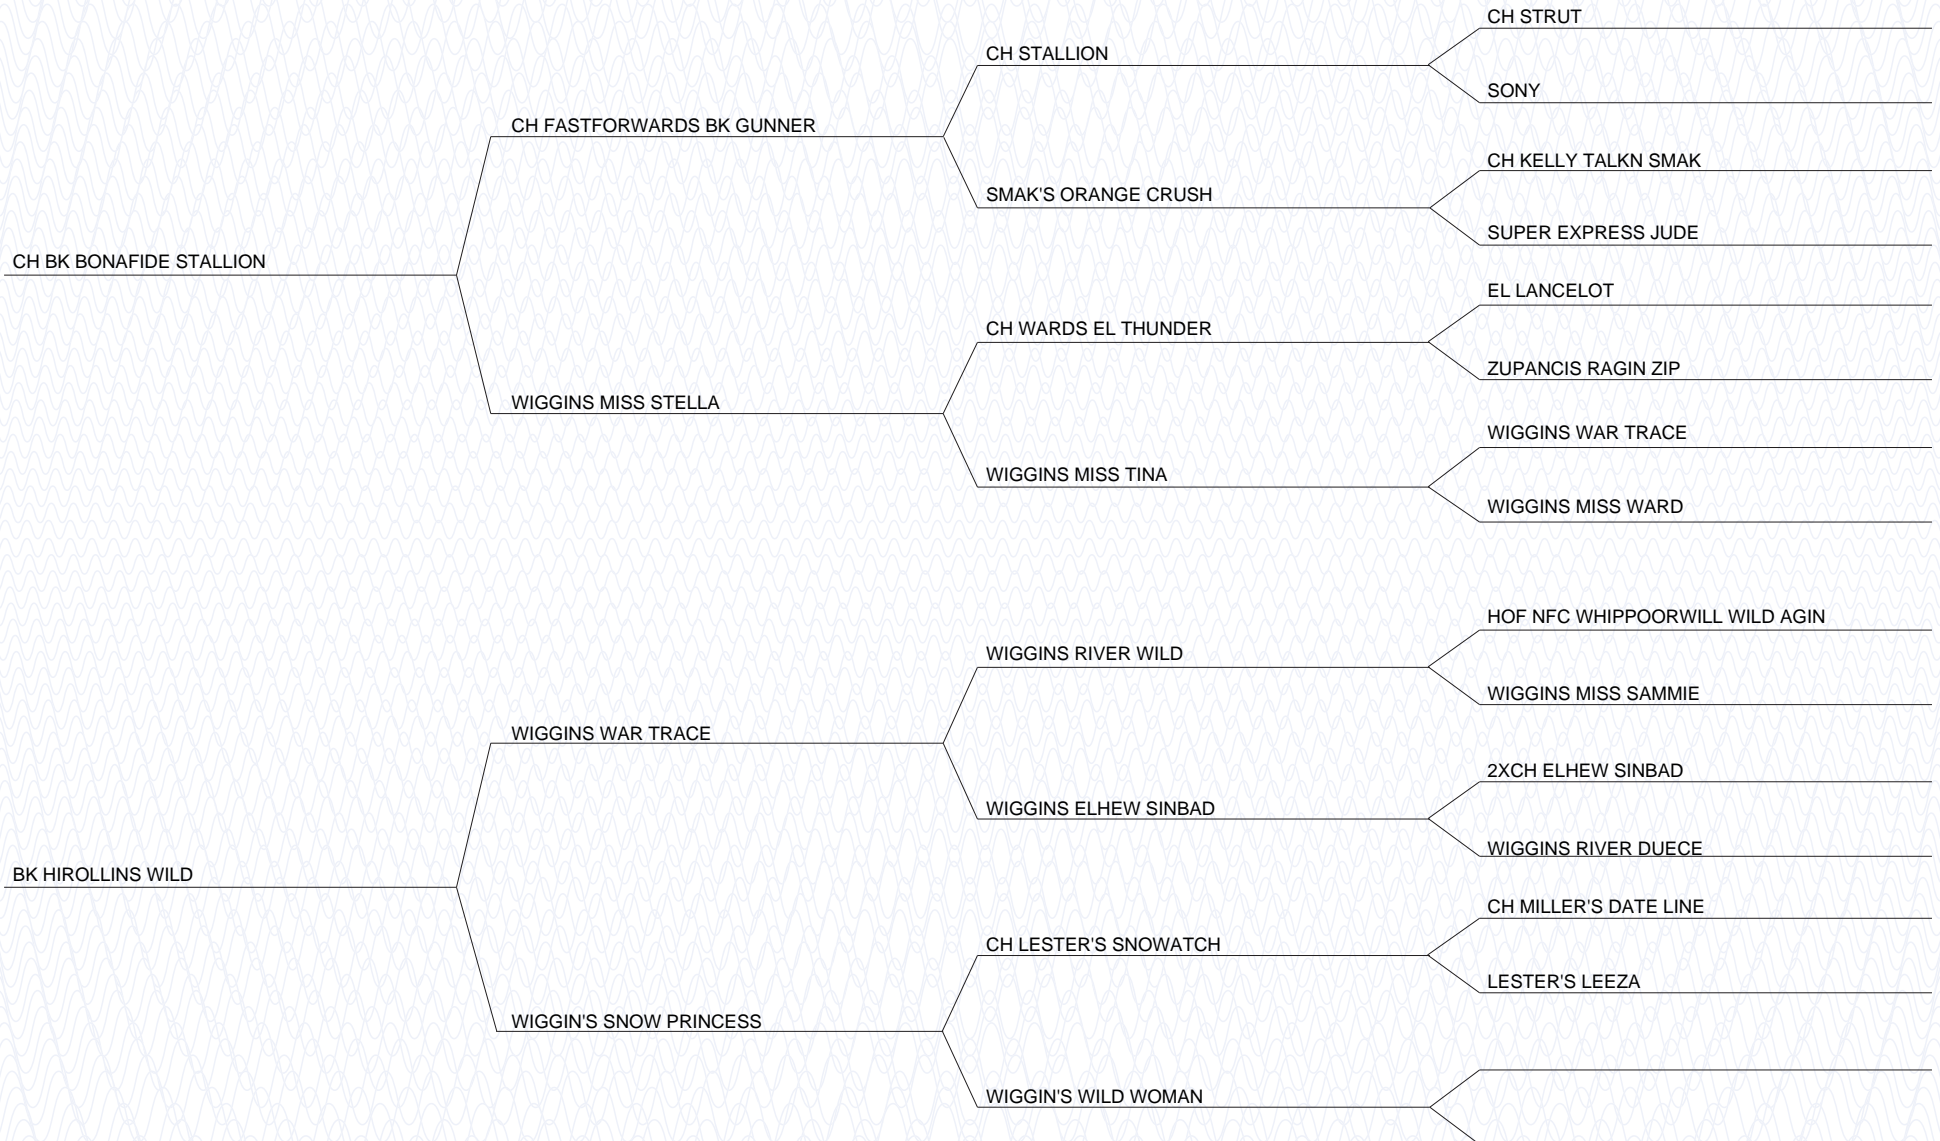 CH STRUT
CH STALLION
SONY
CH FASTFORWARDS BK GUNNER
CH KELLY TALKN SMAK
SMAK'S ORANGE CRUSH
SUPER EXPRESS JUDE
CH BK BONAFIDE STALLION
EL LANCELOT
CH WARDS EL THUNDER
ZUPANCIS RAGIN ZIP
WIGGINS MISS STELLA
WIGGINS WAR TRACE
WIGGINS MISS TINA
WIGGINS MISS WARD
HOF NFC WHIPPOORWILL WILD AGIN
WIGGINS RIVER WILD
WIGGINS MISS SAMMIE
WIGGINS WAR TRACE
2XCH ELHEW SINBAD
WIGGINS ELHEW SINBAD
WIGGINS RIVER DUECE
BK HIROLLINS WILD
CH MILLER'S DATE LINE
CH LESTER'S SNOWATCH
LESTER'S LEEZA
WIGGIN'S SNOW PRINCESS
WIGGIN'S WILD WOMAN